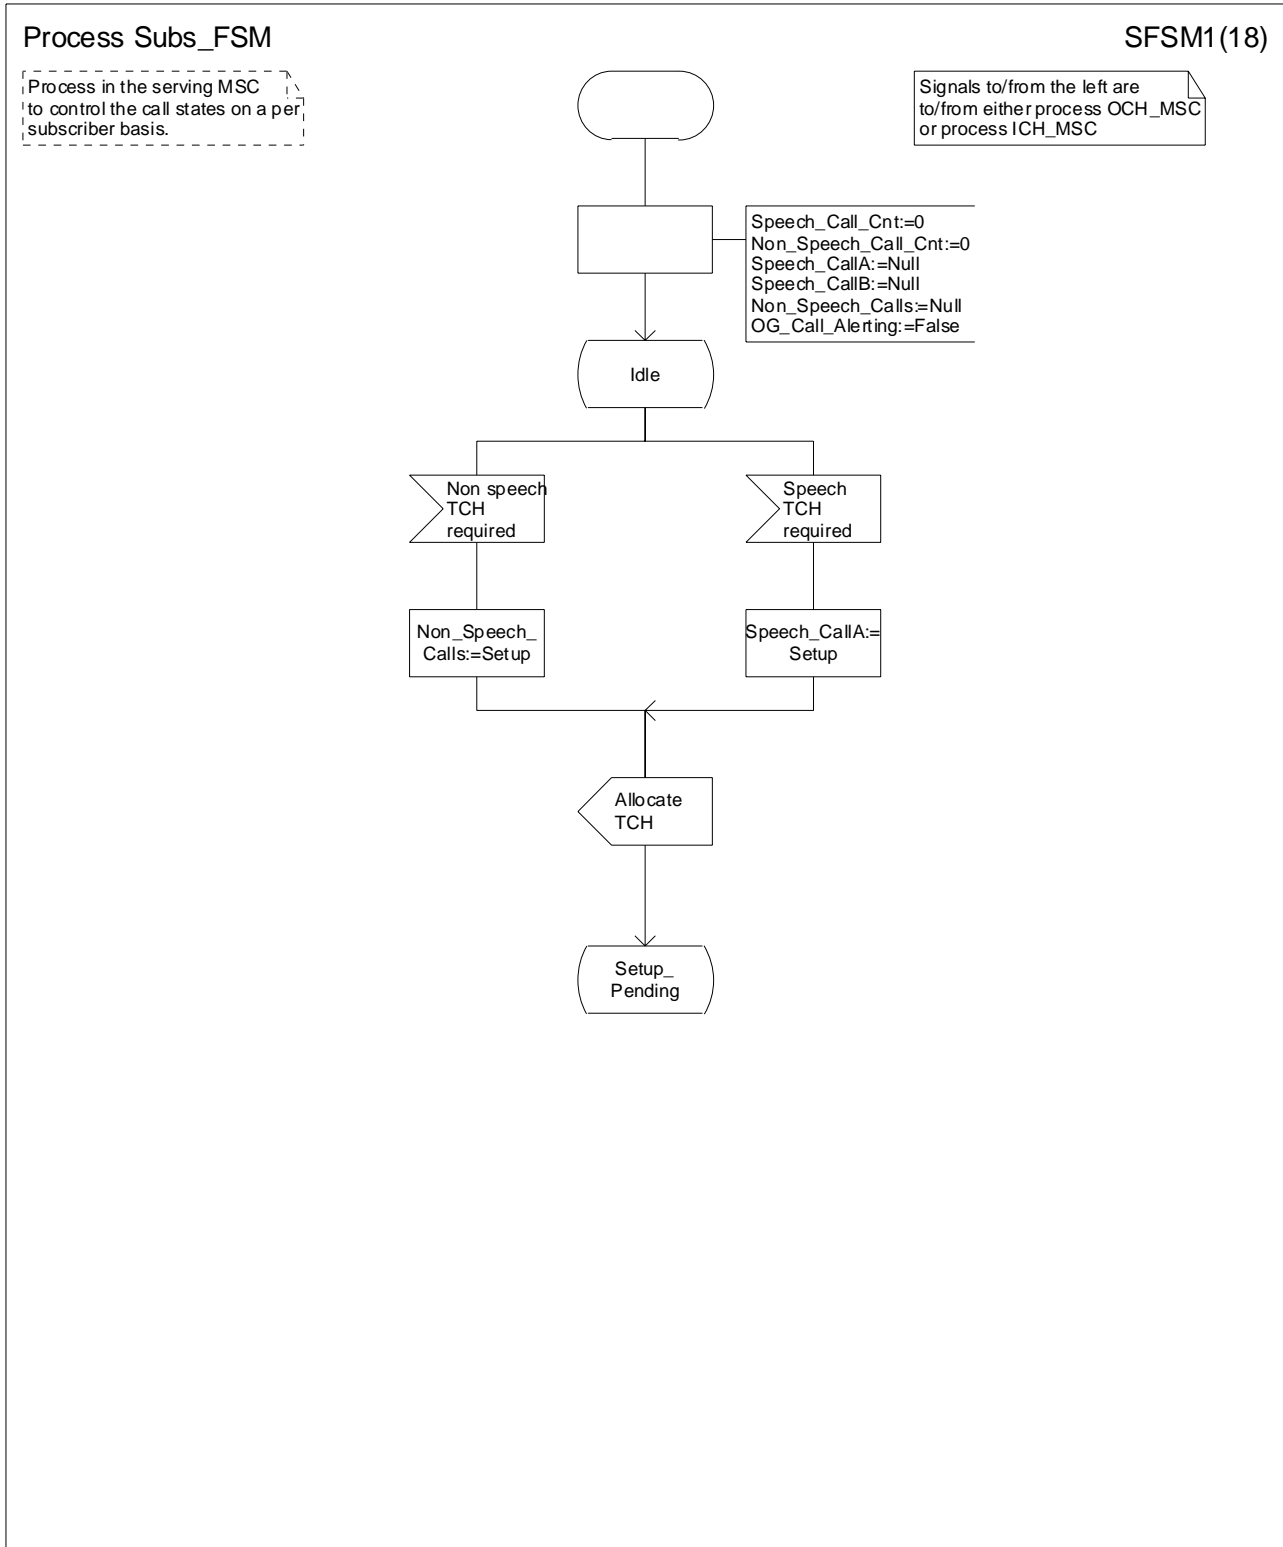 Process Subs_FSM
SFSM1(18)
Process in the serving MSC
to control the call states on a per
subscriber basis.
Signals to/from the left are
to/from either process OCH_MSC
or process ICH_MSC
Speech_Call_Cnt:=0
Non_Speech_Call_Cnt:=0
Speech_CallA:=Null
Speech_CallB:=Null
Non_Speech_Calls:=Null
OG_Call_Alerting:=False
Idle
Non speech
TCH
required
Speech
TCH
required
Non_Speech_
Calls:=Setup
Speech_CallA:=
Setup
Allocate
TCH
Setup_
Pending